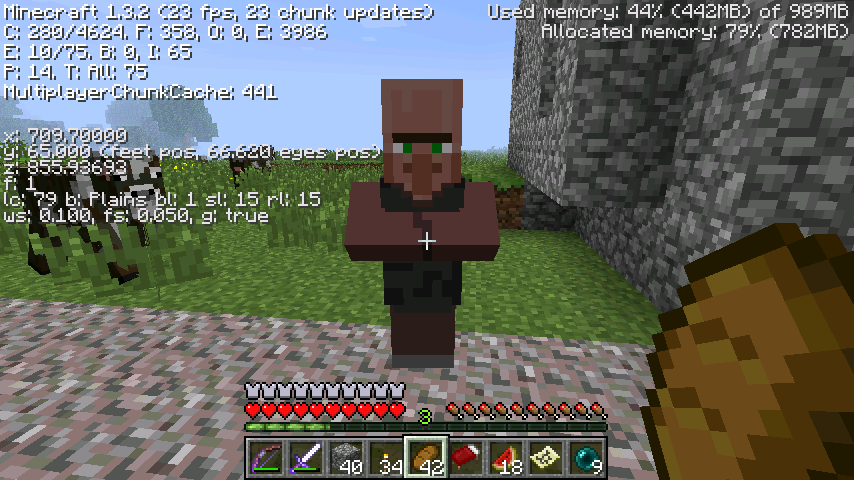 Minecraft 1.3.2 (23 fps, 23 chunk updates)
C: 280/4624, F: 358, O: 0, E: 3986
E: 10/75, B: 0, I: 65
P: 14, T: All: 75
MultiplayerChunkCache: 441
x: 709.70000
y: 65.000 (feet pos, 66.620 eyes pos)
z: 855.93693
f: 1
lc: 79 b: Plains bl: 1 sl: 15 rl: 15
ws: 0.100, fs: 0.050, g: true
Used memory: 44% (442MB) of 989MB
Allocated memory: 79% (782MB)
8
40 34 42 18 9